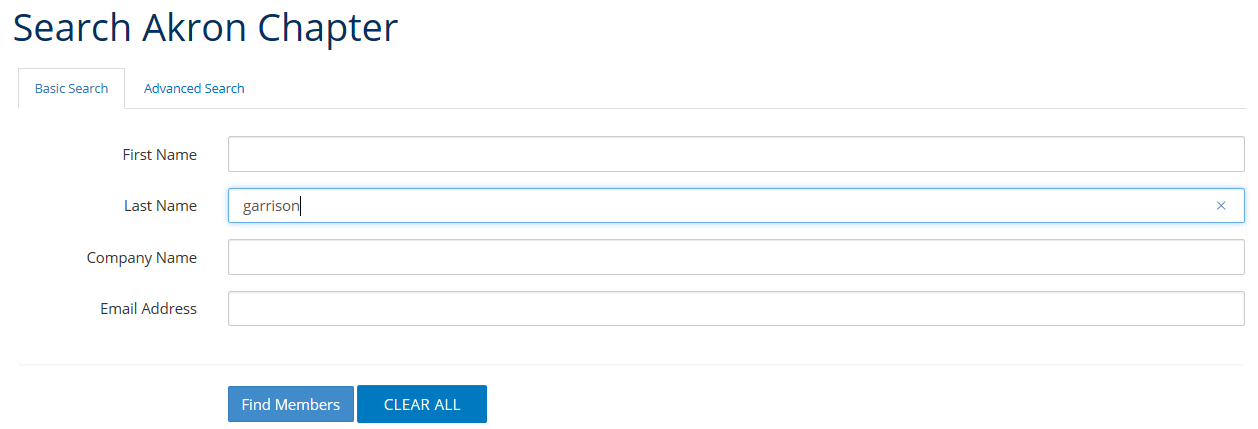 Search Akron Chapter
Basic Search Advanced Search
First Name
Last Name garrison
Company Name
Email Address
Find Members CLEAR ALL